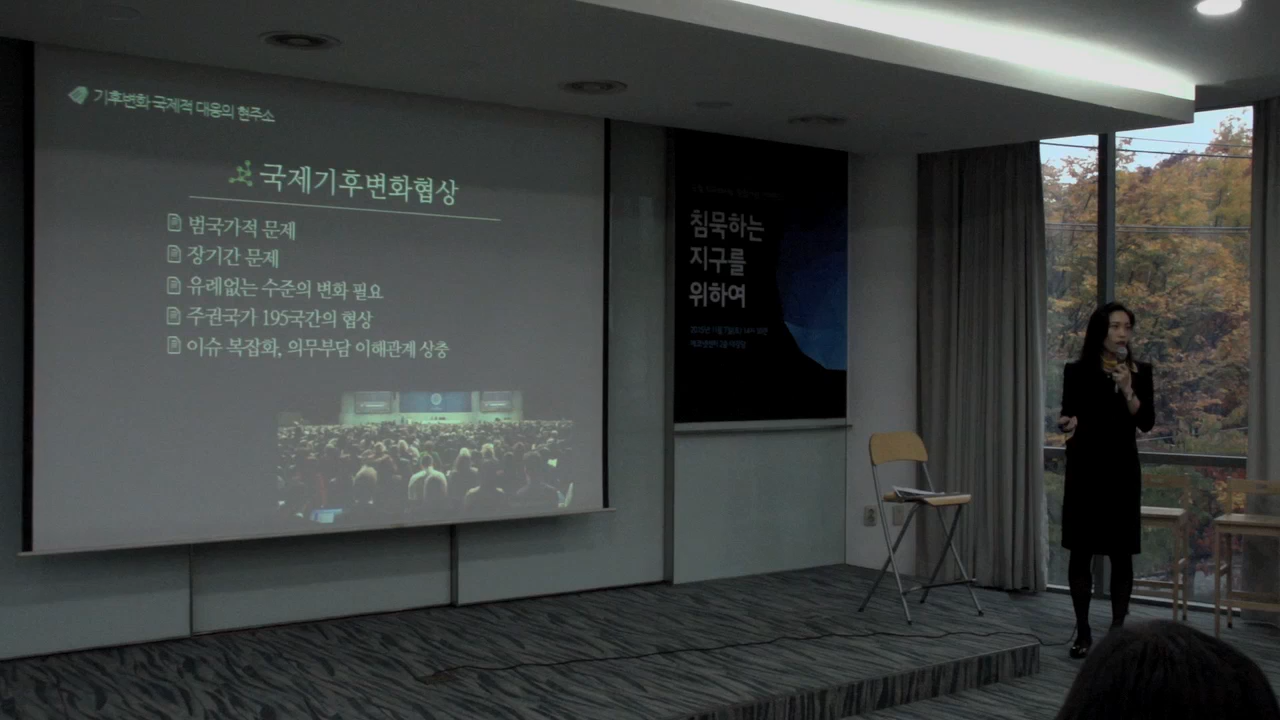 기후변화 국제적 대응의 현주소
국제기후변화협상
범국가적 문제
장기간 문제
유례없는 수준의 변화 필요
주권국가 195국간의 협상
이슈 복잡화, 의무부담 이해관계 상충
침묵하는
지구를
위하여